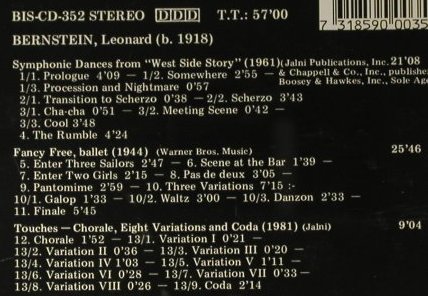 BIS-CD-352 STEREO DDD T.T.: 57'00
7 318590 0035
BERNSTEIN, Leonard (b. 1918)
Symphonic Dances from "West Side Story" (1961) (Jalni Publications, Inc. 21'08
1/1. Prologue 4'09 — 1/2. Somewhere 2'55 — & Chappell & Co., Inc., publisher
1/3. Procession and Nightmare 0'57 Boosey & Hawkes, Inc., Sole Age
2/1. Transition to Scherzo 0'38 — 2/2. Scherzo 3'43
3/1. Cha-cha 0'51 — 3/2. Meeting Scene 0'42 —
3/3. Cool 3'48
4. The Rumble 4'24
Fancy Free, ballet (1944) (Warner Bros. Music) 25'46
5. Enter Three Sailors 2'47 — 6. Scene at the Bar 1'39 —
7. Enter Two Girls 2'15 — 8. Pas de deux 3'05 —
9. Pantomime 2'59 — 10. Three Variations 7'15 :-
10/1. Galop 1'33 — 10/2. Waltz 3'00 — 10/3. Danzon 2'33 —
11. Finale 5'45
Touches — Chorale, Eight Variations and Coda (1981) (Jalni) 9'04
12. Chorale 1'52 — 13/1. Variation I 0'21 —
13/2. Variation II 0'36 — 13/3. Variation III 0'20 —
13/4. Variation IV 1'03 — 13/5. Variation V 1'11 —
13/6. Variation VI 0'28 — 13/7. Variation VII 0'33 —
13/8. Variation VIII 0'26 — 13/9. Coda 2'14